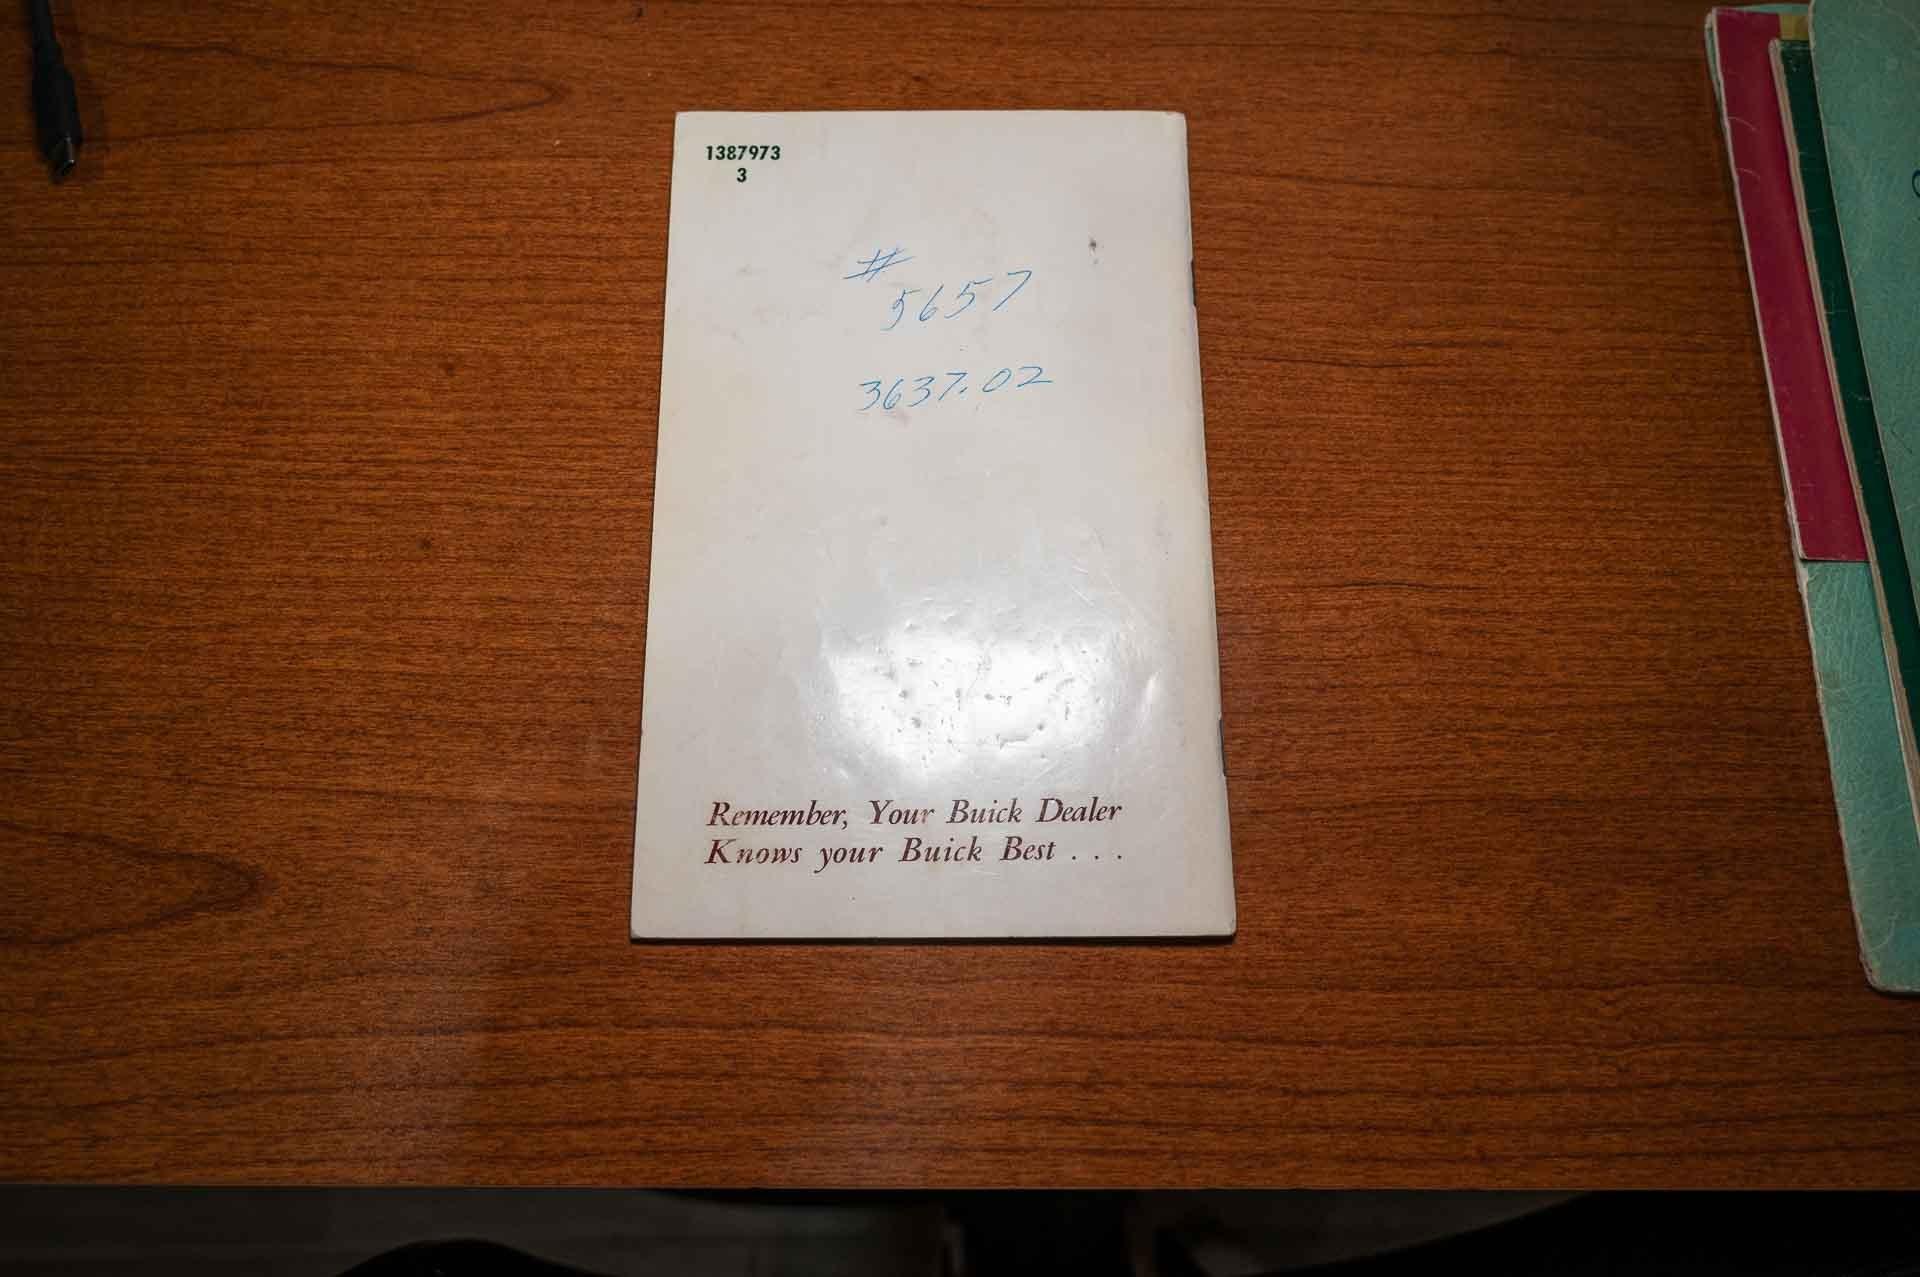 1387973
3
#
5657
3637.02
Remember, Your Buick Dealer
Knows your Buick Best . . .